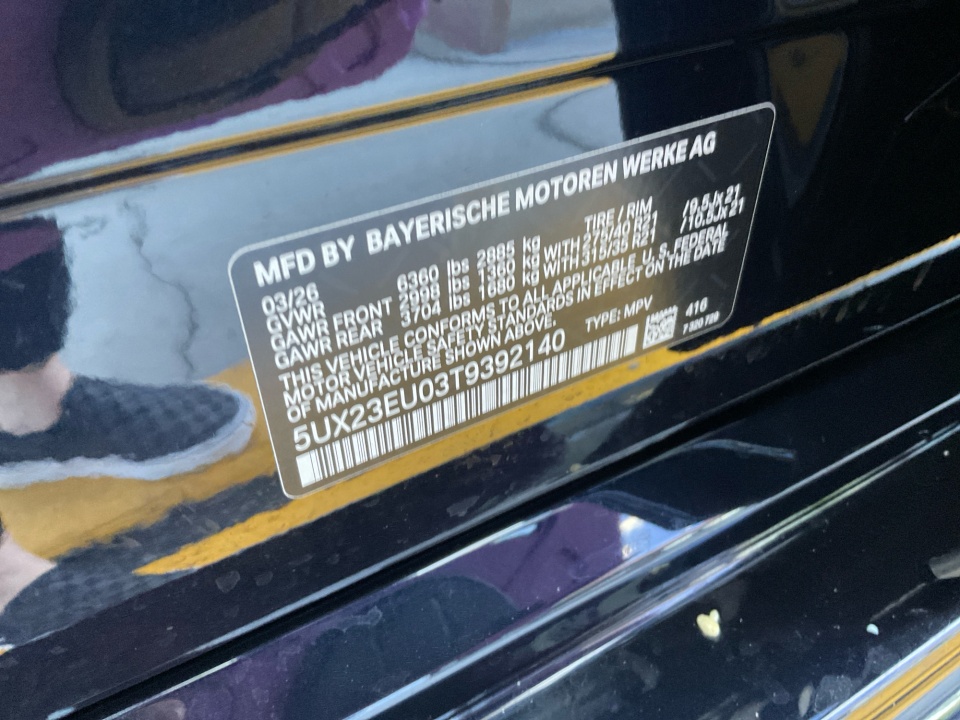 MFD BY BAYERISCHE MOTOREN WERKE AG
03/26 TIRE / RIM
GVWR 6360 lbs 2885 kg
GAWR FRONT 2998 lbs 1360 kg WITH 275/40 R21 /9.5Jx21
GAWR REAR 3704 lbs 1680 kg WITH 315/35 R21 /10.5Jx21
THIS VEHICLE CONFORMS TO ALL APPLICABLE U.S. FEDERAL
MOTOR VEHICLE SAFETY STANDARDS IN EFFECT ON THE DATE
OF MANUFACTURE SHOWN ABOVE.
5UX23EU03T9392140 TYPE: MPV
416
7 320 728